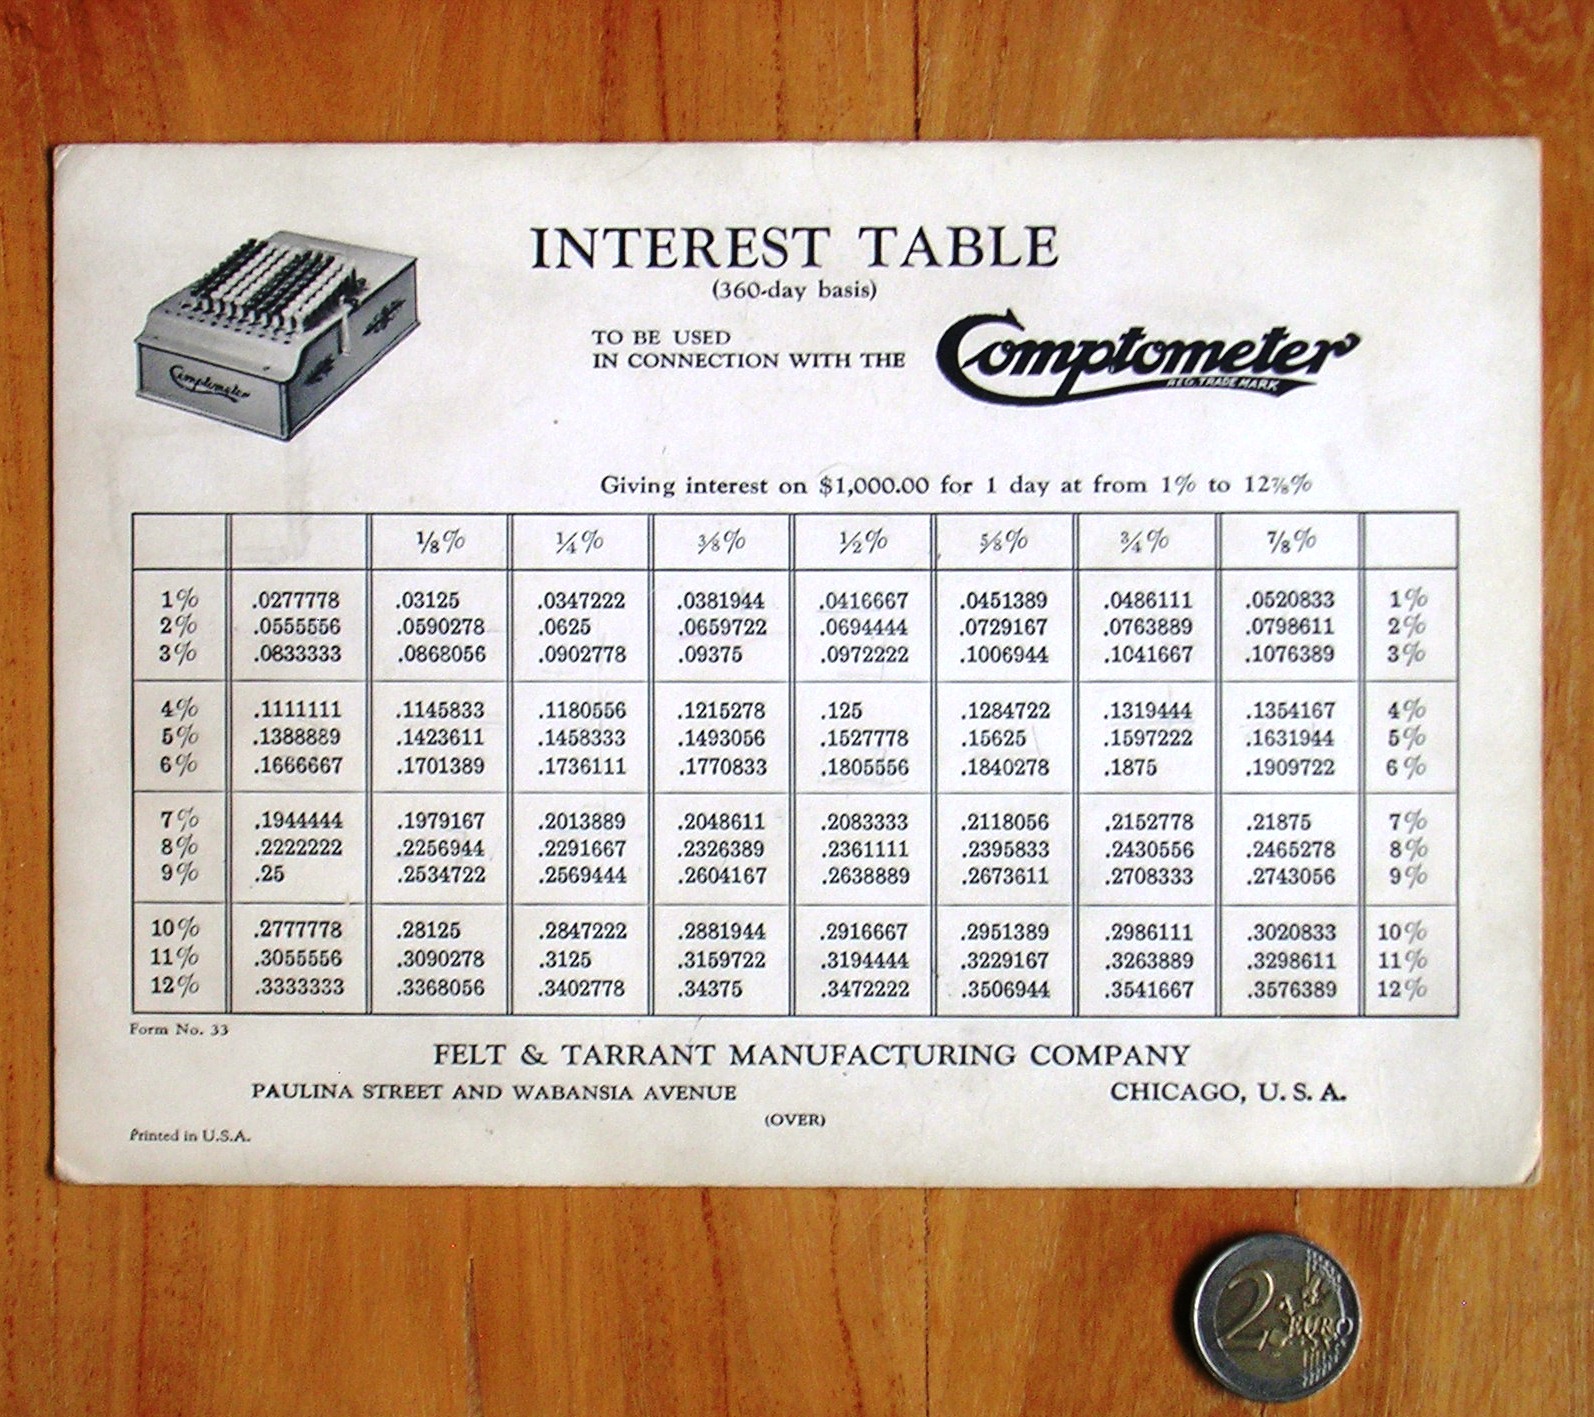 INTEREST TABLE
(360-day basis)
TO BE USED
IN CONNECTION WITH THE
Comptometer
REG. TRADE MARK
Comptometer
Giving interest on $1,000.00 for 1 day at from 1% to 12⅞%
⅛% ¼% ⅜% ½% ⅝% ¾% ⅞%
1% .0277778 .03125 .0347222 .0381944 .0416667 .0451389 .0486111 .0520833 1%
2% .0555556 .0590278 .0625 .0659722 .0694444 .0729167 .0763889 .0798611 2%
3% .0833333 .0868056 .0902778 .09375 .0972222 .1006944 .1041667 .1076389 3%
4% .1111111 .1145833 .1180556 .1215278 .125 .1284722 .1319444 .1354167 4%
5% .1388889 .1423611 .1458333 .1493056 .1527778 .15625 .1597222 .1631944 5%
6% .1666667 .1701389 .1736111 .1770833 .1805556 .1840278 .1875 .1909722 6%
7% .1944444 .1979167 .2013889 .2048611 .2083333 .2118056 .2152778 .21875 7%
8% .2222222 .2256944 .2291667 .2326389 .2361111 .2395833 .2430556 .2465278 8%
9% .25 .2534722 .2569444 .2604167 .2638889 .2673611 .2708333 .2743056 9%
10% .2777778 .28125 .2847222 .2881944 .2916667 .2951389 .2986111 .3020833 10%
11% .3055556 .3090278 .3125 .3159722 .3194444 .3229167 .3263889 .3298611 11%
12% .3333333 .3368056 .3402778 .34375 .3472222 .3506944 .3541667 .3576389 12%
Form No. 33
FELT & TARRANT MANUFACTURING COMPANY
PAULINA STREET AND WABANSIA AVENUE CHICAGO, U. S. A.
(OVER)
Printed in U.S.A.
2 EURO